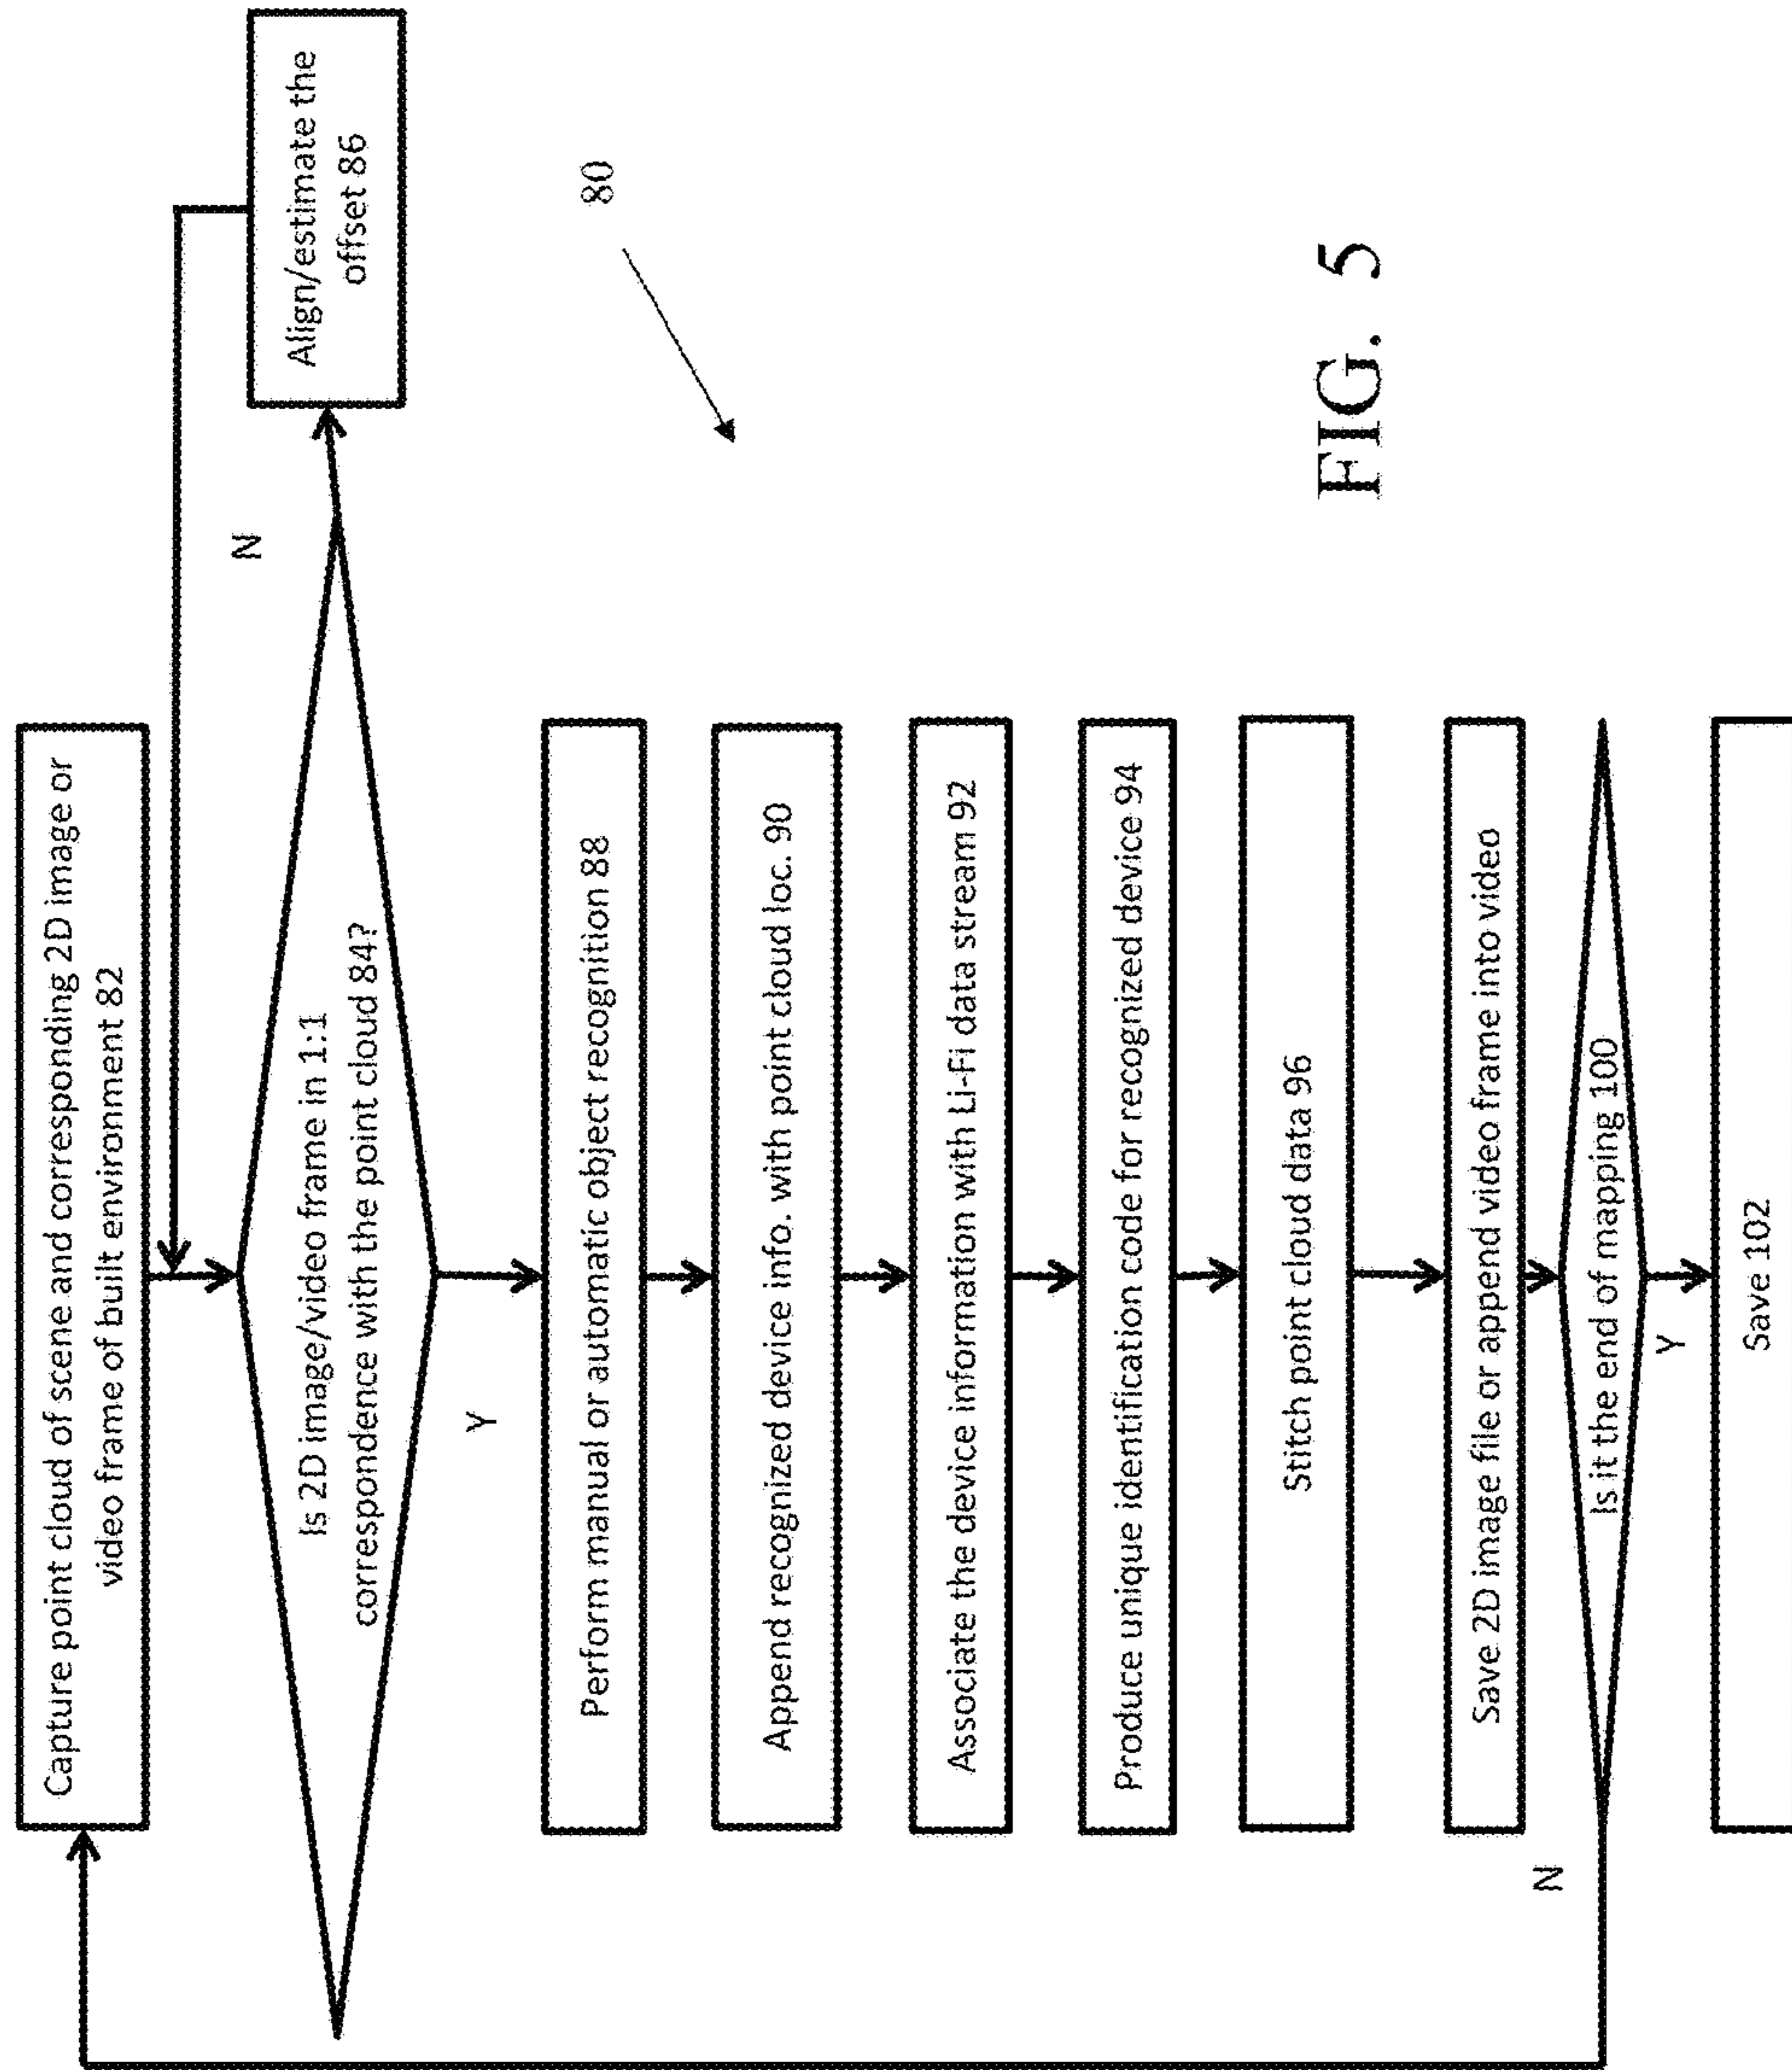 Capture point cloud of scene and corresponding 2D image or
video frame of built environment 82
Is 2D image/video frame in 1:1
correspondence with the point cloud 84?
N
Align/estimate the
offset 86
Y
80
Perform manual or automatic object recognition 88
Append recognized device info. with point cloud loc. 90
Associate the device information with Li-Fi data stream 92
Produce unique identification code for recognized device 94
Stitch point cloud data 96
Save 2D image file or append video frame into video
Is it the end of mapping 100
N
Y
Save 102
FIG. 5